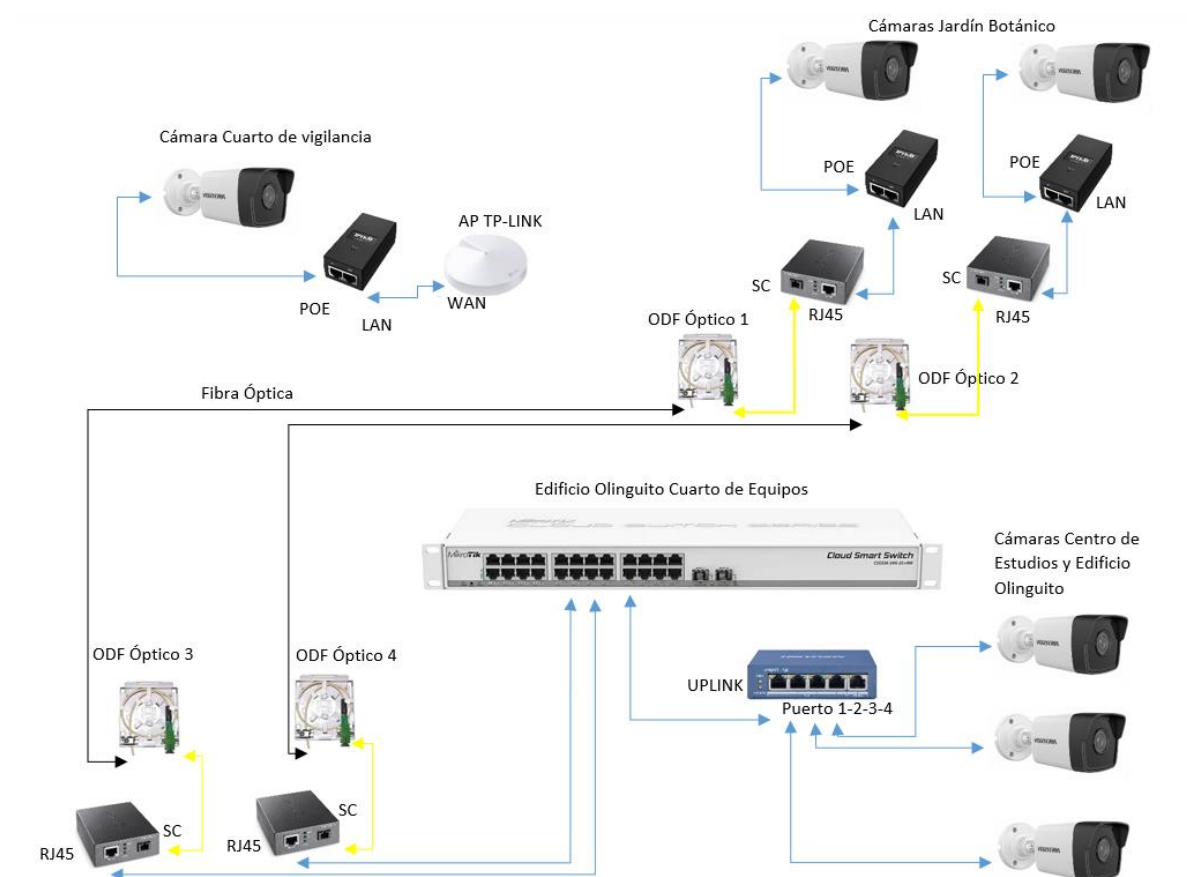 Cámaras Jardín Botánico
Cámara Cuarto de vigilancia
POE
LAN
POE
LAN
AP TP-LINK
WAN
POE
LAN
SC
RJ45
SC
RJ45
ODF Óptico 1
ODF Óptico 2
Fibra Óptica
Edificio Olinguito Cuarto de Equipos
MikroTik
Cloud Smart Switch
Cámaras Centro de
Estudios y Edificio
Olinguito
ODF Óptico 3
ODF Óptico 4
UPLINK
Puerto 1-2-3-4
SC
RJ45
SC
RJ45